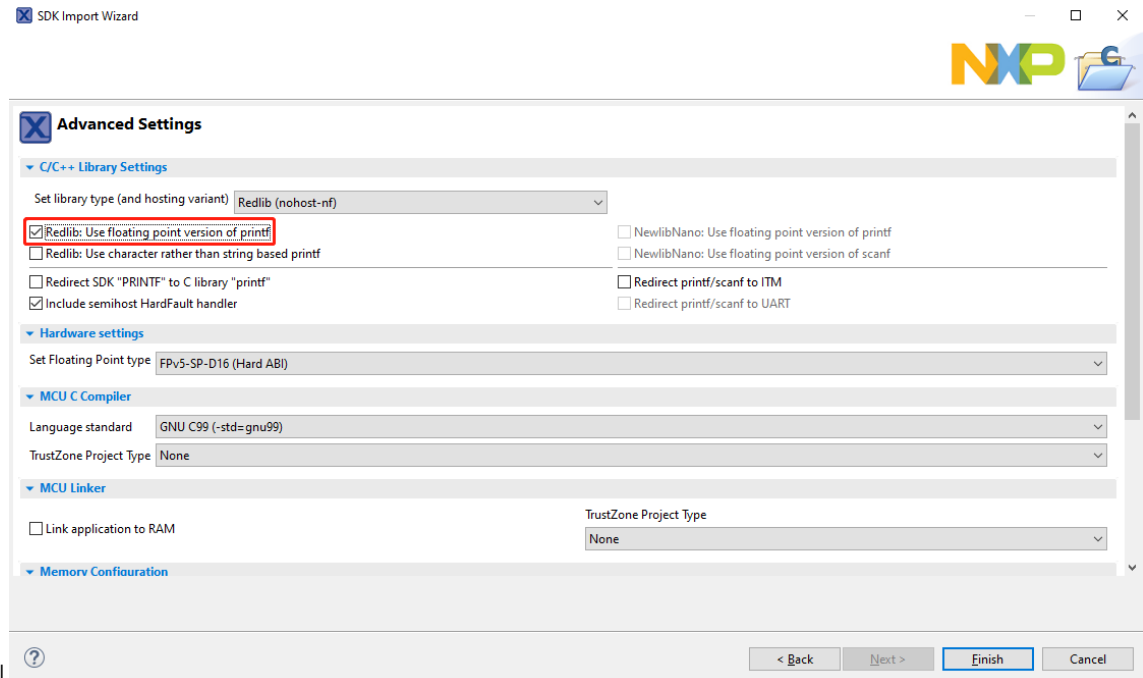 SDK Import Wizard
NXP
Advanced Settings
C/C++ Library Settings
Set library type (and hosting variant) Redlib (nohost-nf)
Redlib: Use floating point version of printf NewlibNano: Use floating point version of printf
Redlib: Use character rather than string based printf NewlibNano: Use floating point version of scanf
Redirect SDK "PRINTF" to C library "printf" Redirect printf/scanf to ITM
Include semihost HardFault handler Redirect printf/scanf to UART
Hardware settings
Set Floating Point type FPv5-SP-D16 (Hard ABI)
MCU C Compiler
Language standard GNU C99 (-std=gnu99)
TrustZone Project Type None
MCU Linker
Link application to RAM
TrustZone Project Type
None
Memory Configuration
? < Back Next > Finish Cancel